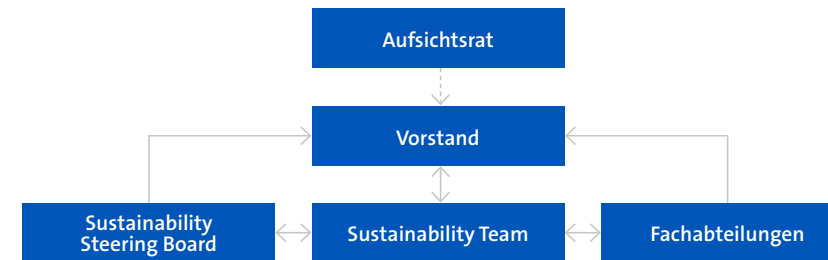 Aufsichtsrat
Vorstand
Sustainability
Steering Board
Sustainability Team
Fachabteilungen